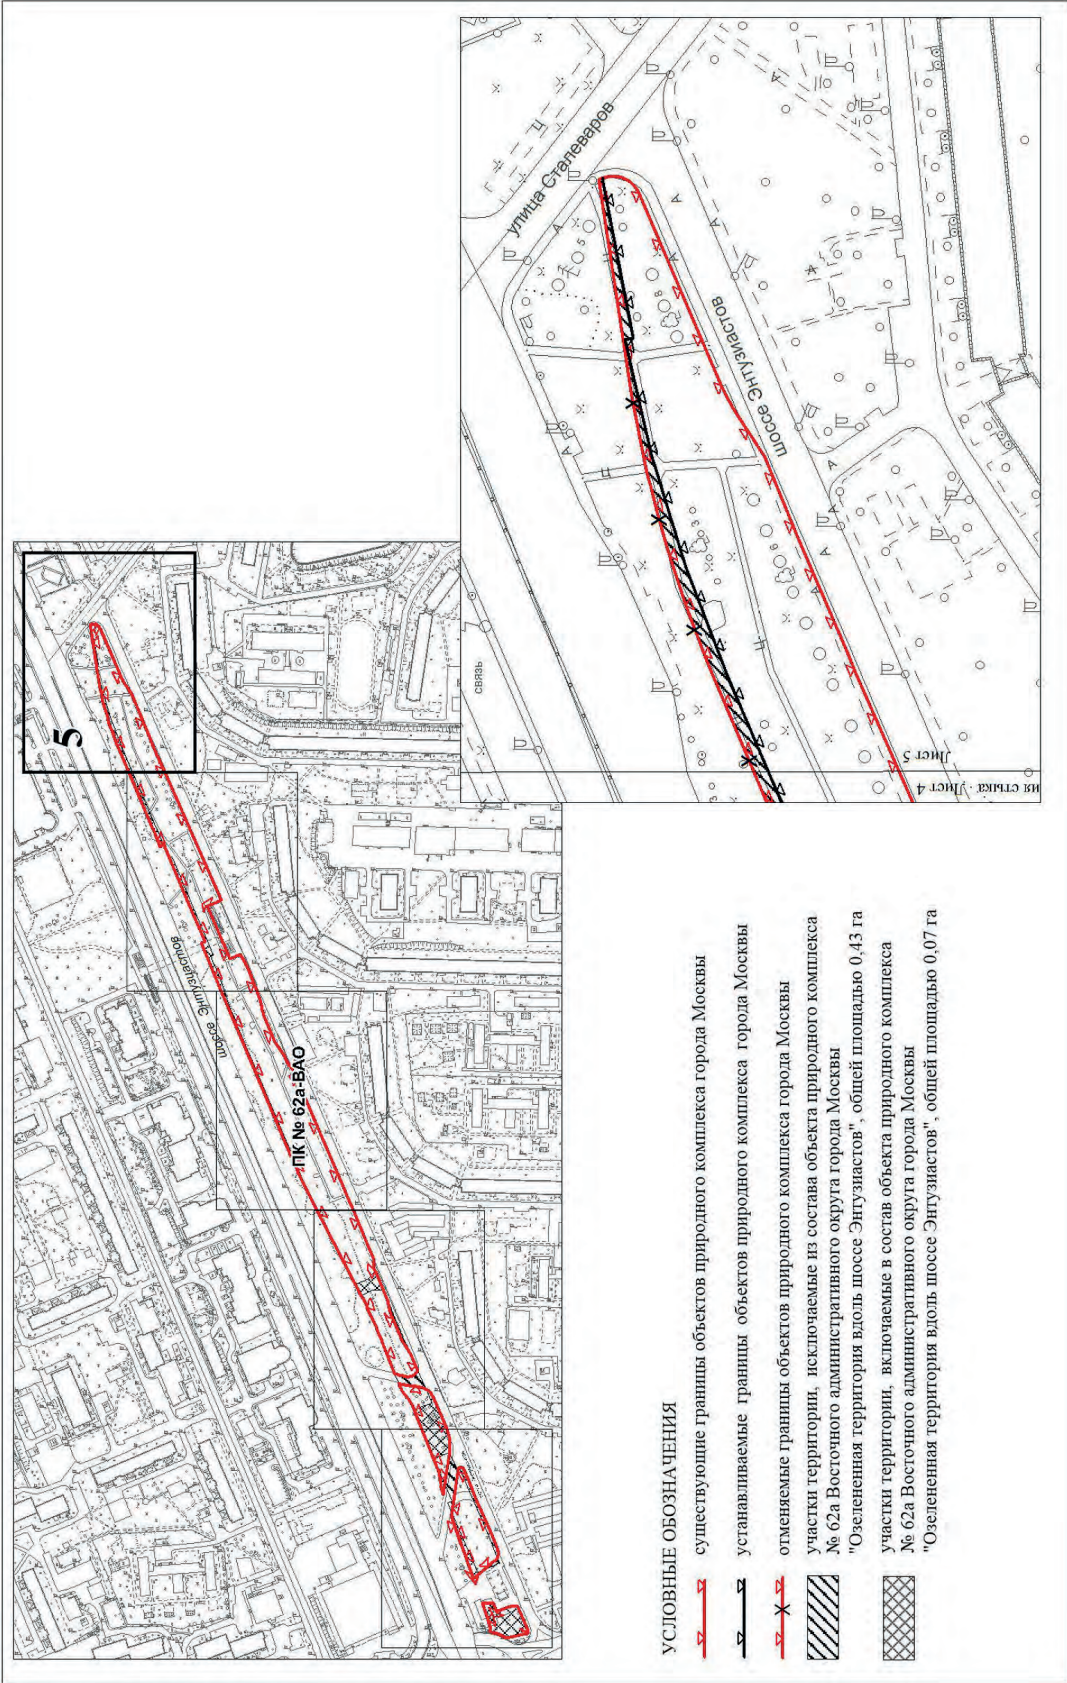 5
шоссе Энтузиастов
ПК № 62а-ВАО
улица Сталеваров
шоссе Энтузиастов
связь
Лист 5
ия стыка Лист 4
УСЛОВНЫЕ ОБОЗНАЧЕНИЯ
существующие границы объектов природного комплекса города Москвы
устанавливаемые границы объектов природного комплекса города Москвы
отменяемые границы объектов природного комплекса города Москвы
участки территории, исключаемые из состава объекта природного комплекса
№ 62а Восточного административного округа города Москвы
"Озелененная территория вдоль шоссе Энтузиастов", общей площадью 0,43 га
участки территории, включаемые в состав объекта природного комплекса
№ 62а Восточного административного округа города Москвы
"Озелененная территория вдоль шоссе Энтузиастов", общей площадью 0,07 га